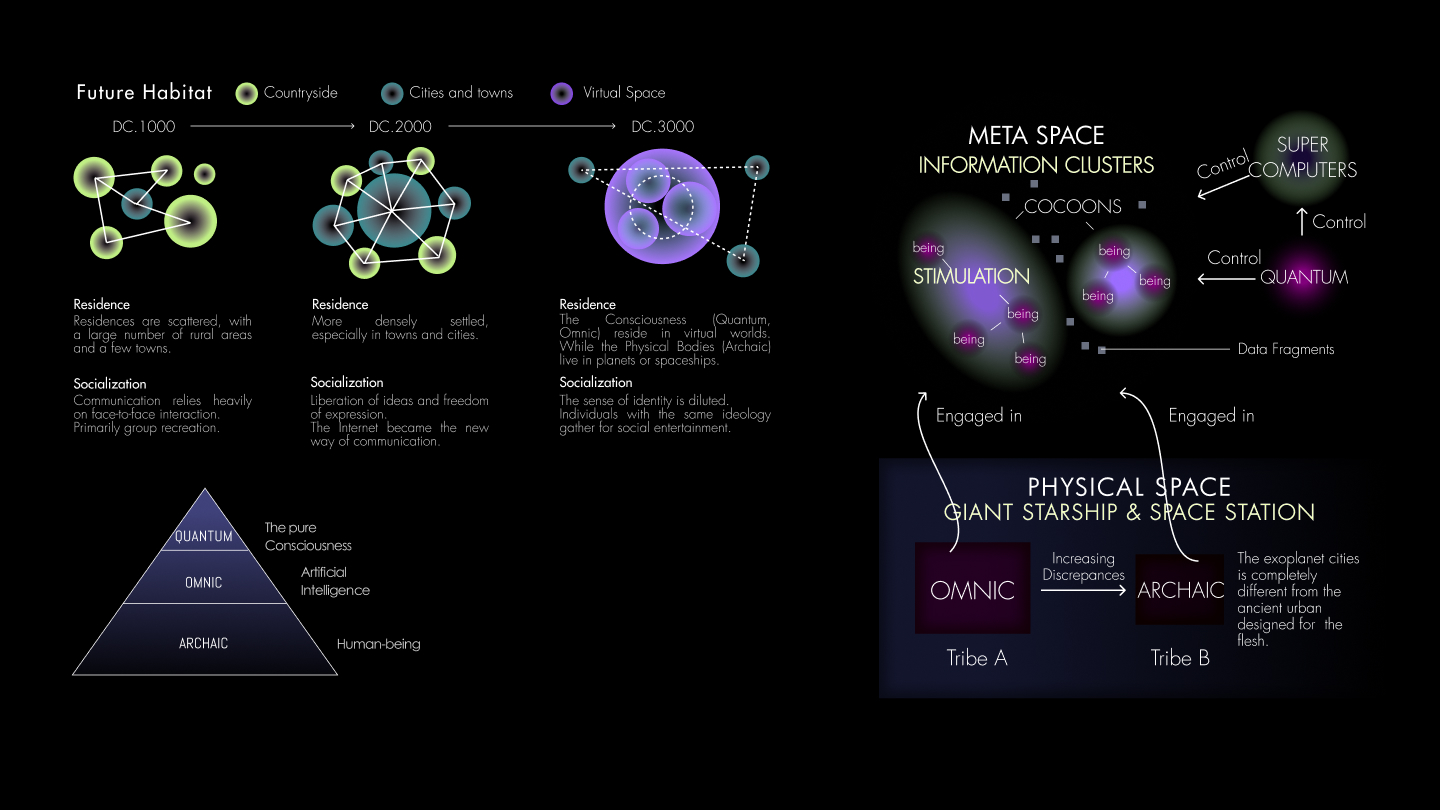 Future Habitat
Countryside
Cities and towns
Virtual Space
DC.1000
DC.2000
DC.3000
Residence
Residences are scattered, with
a large number of rural areas
and a few towns.
Socialization
Communication relies heavily
on face-to-face interaction.
Primarily group recreation.
Residence
More densely settled,
especially in towns and cities.
Socialization
Liberation of ideas and freedom
of expression.
The Internet became the new
way of communication.
Residence
The Consciousness (Quantum,
Omnic) reside in virtual worlds.
While the Physical Bodies (Archaic)
live in planets or spaceships.
Socialization
The sense of identity is diluted.
Individuals with the same ideology
gather for social entertainment.
QUANTUM
The pure
Consciousness
OMNIC
Artificial
Intelligence
ARCHAIC
Human-being
META SPACE
INFORMATION CLUSTERS
SUPER
COMPUTERS
Control
COCOONS
Control
being
being
Control
STIMULATION
QUANTUM
being
being
being
being
being
Data Fragments
Engaged in
Engaged in
PHYSICAL SPACE
GIANT STARSHIP & SPACE STATION
OMNIC
Increasing
Discrepances
ARCHAIC
The exoplanet cities
is completely
different from the
ancient urban
designed for the
flesh.
Tribe A
Tribe B